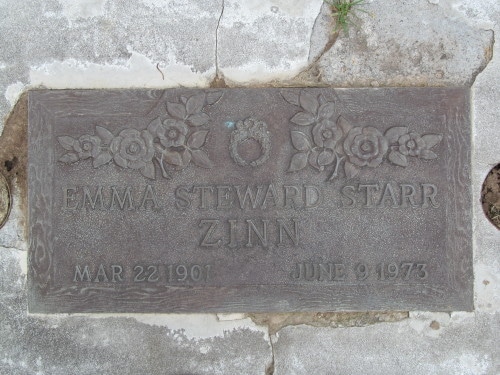 EMMA STEWARD STARR
ZINN
MAR 22 1901 JUNE 9 1973